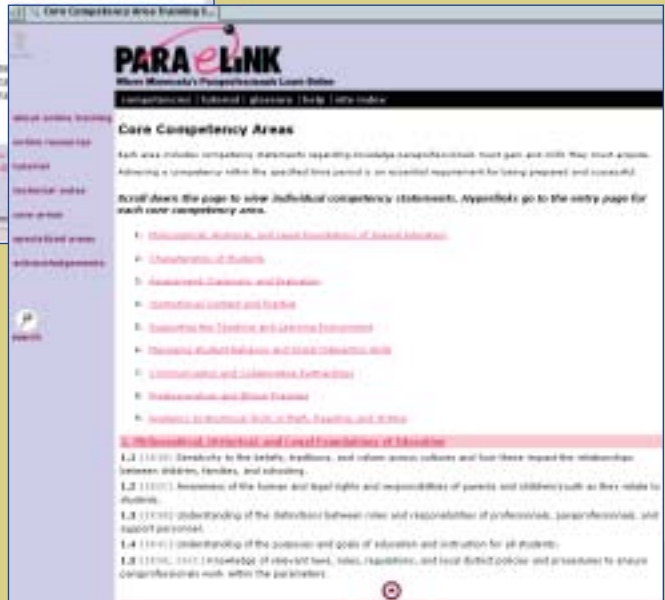 Core Competency Area Training S...
PARA eLINK
Where Minnesota's Paraprofessionals Learn Online
competencies | tutorial | glossary | help | site index
about online training
online resources
tutorial
technical notes
core areas
specialized areas
acknowledgements
search
Core Competency Areas
Each area includes competency statements regarding knowledge paraprofessionals must gain and skills they must acquire.
Achieving a competency within the specified time period is an essential requirement for being prepared and successful.
Scroll down the page to view individual competency statements. Hyperlinks go to the entry page for
each core competency area.
1. Philosophical, Historical, and Legal Foundations of Special Education
2. Characteristics of Students
3. Assessment, Diagnosis, and Evaluation
4. Instructional Content and Practice
5. Supporting the Teaching and Learning Environment
6. Managing Student Behavior and Social Interaction Skills
7. Communication and Collaborative Partnerships
8. Professionalism and Ethical Practices
9. Academic Instructional Skills in Math, Reading, and Writing
1. Philosophical, Historical, and Legal Foundations of Education
1.1 Sensitivity to the beliefs, traditions, and values across cultures and how these impact the relationships
between children, families, and schooling.
1.2 Awareness of the human and legal rights and responsibilities of parents and children/youth as they relate to
students.
1.3 Understanding of the distinctions between roles and responsibilities of professionals, paraprofessionals, and
support personnel.
1.4 Understanding of the purposes and goals of education and instruction for all students.
1.5 Knowledge of relevant laws, rules, regulations, and local district policies and procedures to ensure
paraprofessionals work within the parameters.